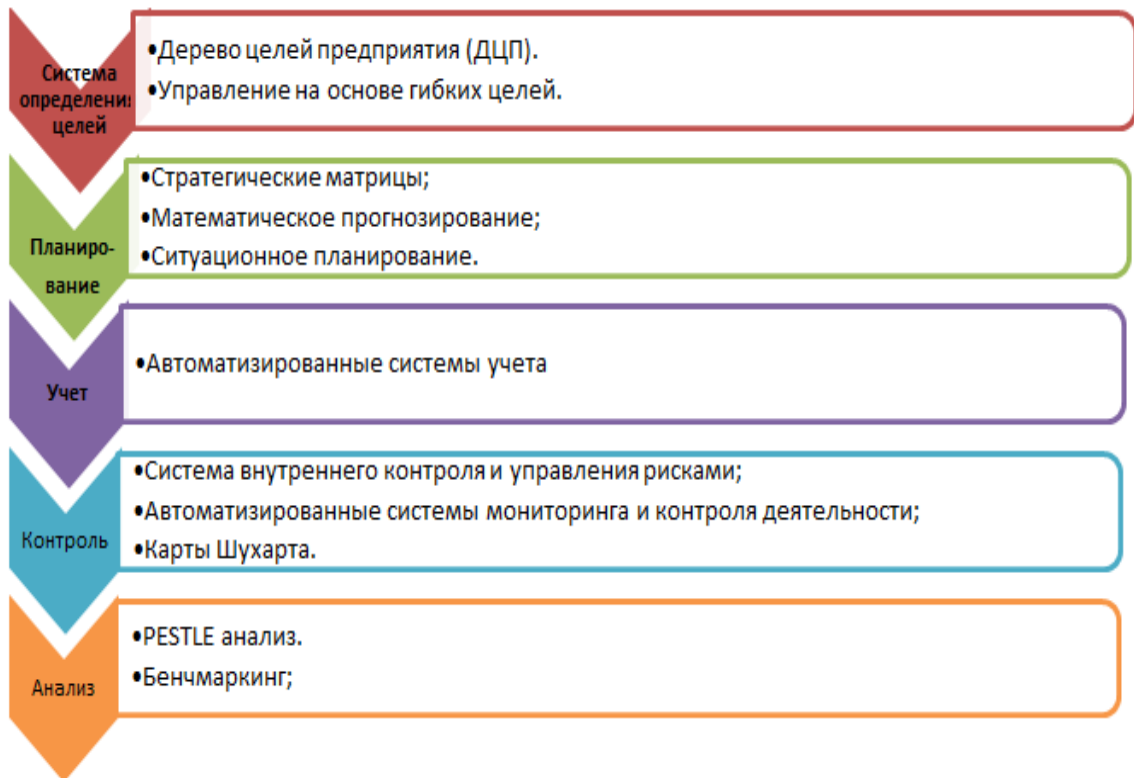 Система
определения
целей
•Дерево целей предприятия (ДЦП).
•Управление на основе гибких целей.
Планиро-
вание
•Стратегические матрицы;
•Математическое прогнозирование;
•Ситуационное планирование.
Учет
•Автоматизированные системы учета
Контроль
•Система внутреннего контроля и управления рисками;
•Автоматизированные системы мониторинга и контроля деятельности;
•Карты Шухарта.
Анализ
•PESTLE анализ.
•Бенчмаркинг;